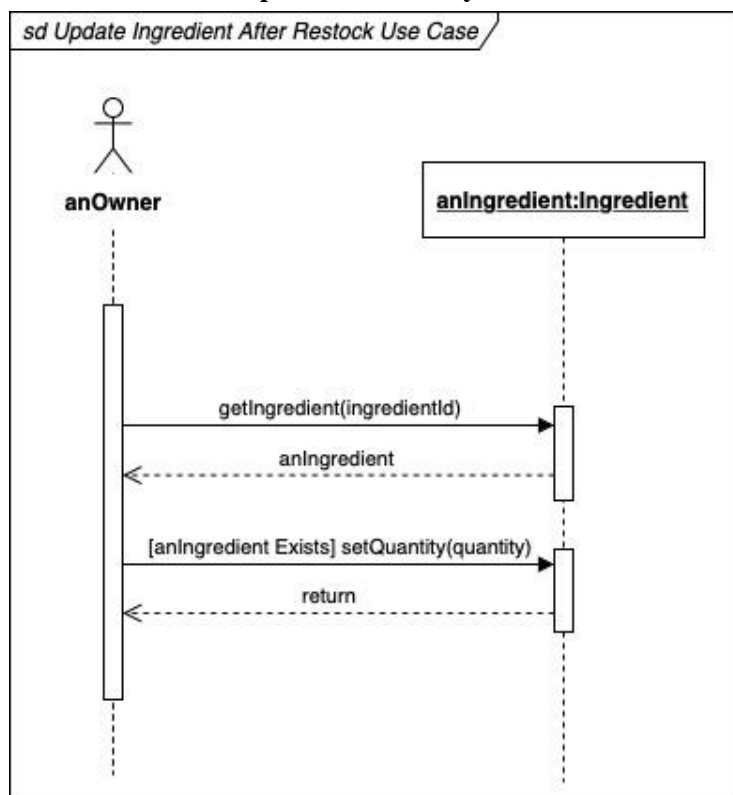 sd Update Ingredient After Restock Use Case
anOwner
anIngredient:Ingredient
getIngredient(ingredientId)
anIngredient
[anIngredient Exists] setQuantity(quantity)
return